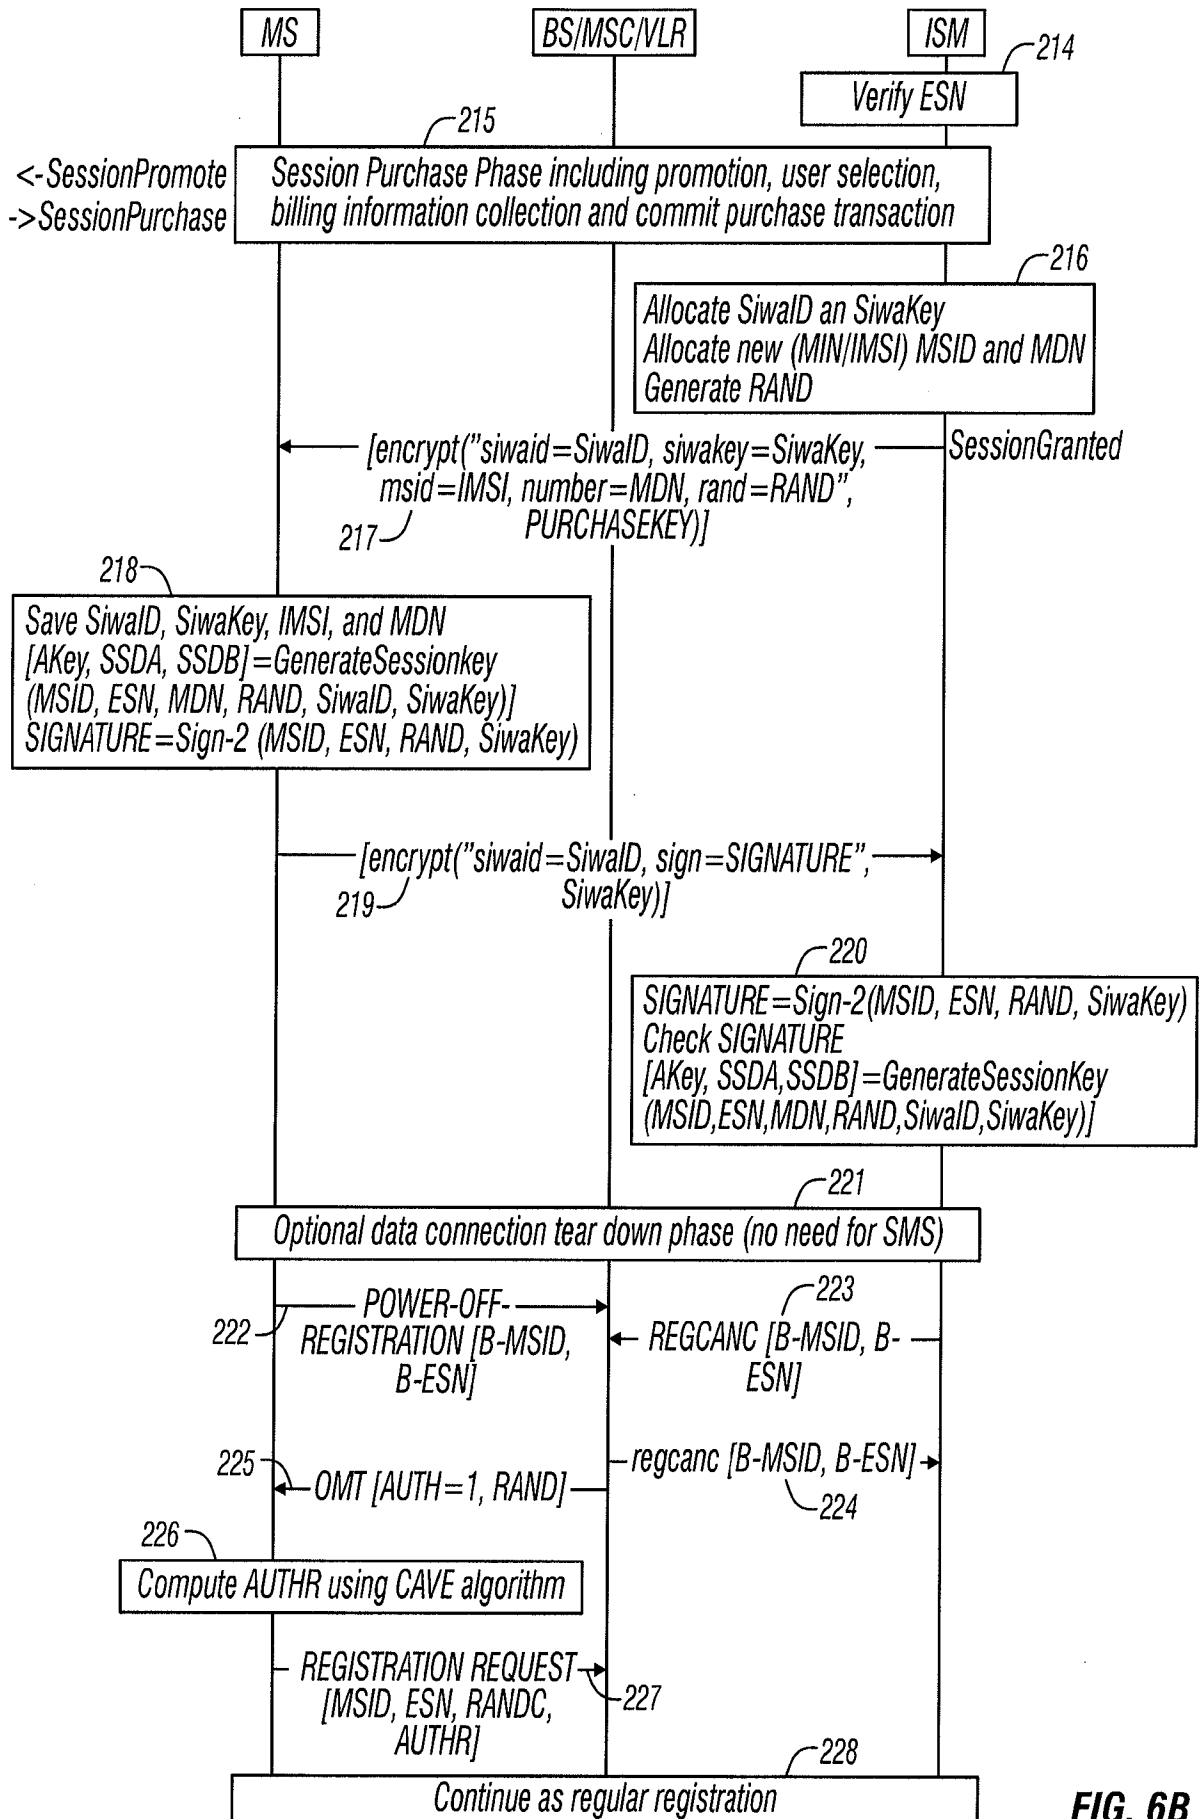 MS
BS/MSC/VLR
ISM
214
Verify ESN
215
<-SessionPromote
->SessionPurchase
Session Purchase Phase including promotion, user selection,
billing information collection and commit purchase transaction
216
Allocate SiwaID an SiwaKey
Allocate new (MIN/IMSI) MSID and MDN
Generate RAND
[encrypt("siwaid=SiwaID, siwakey=SiwaKey,
msid=IMSI, number=MDN, rand=RAND",
PURCHASEKEY)]
SessionGranted
217
218
Save SiwaID, SiwaKey, IMSI, and MDN
[AKey, SSDA, SSDB]=GenerateSessionkey
(MSID, ESN, MDN, RAND, SiwaID, SiwaKey)]
SIGNATURE=Sign-2 (MSID, ESN, RAND, SiwaKey)
[encrypt("siwaid=SiwaID, sign=SIGNATURE",
SiwaKey)]
219
220
SIGNATURE=Sign-2(MSID, ESN, RAND, SiwaKey)
Check SIGNATURE
[AKey, SSDA,SSDB]=GenerateSessionKey
(MSID,ESN,MDN,RAND,SiwaID,SiwaKey)]
221
Optional data connection tear down phase (no need for SMS)
222
POWER-OFF-
REGISTRATION [B-MSID,
B-ESN]
223
REGCANC [B-MSID, B-
ESN]
regcanc [B-MSID, B-ESN]
224
225
OMT [AUTH=1, RAND]
226
Compute AUTHR using CAVE algorithm
REGISTRATION REQUEST
[MSID, ESN, RANDC,
AUTHR]
227
228
Continue as regular registration
FIG. 6B